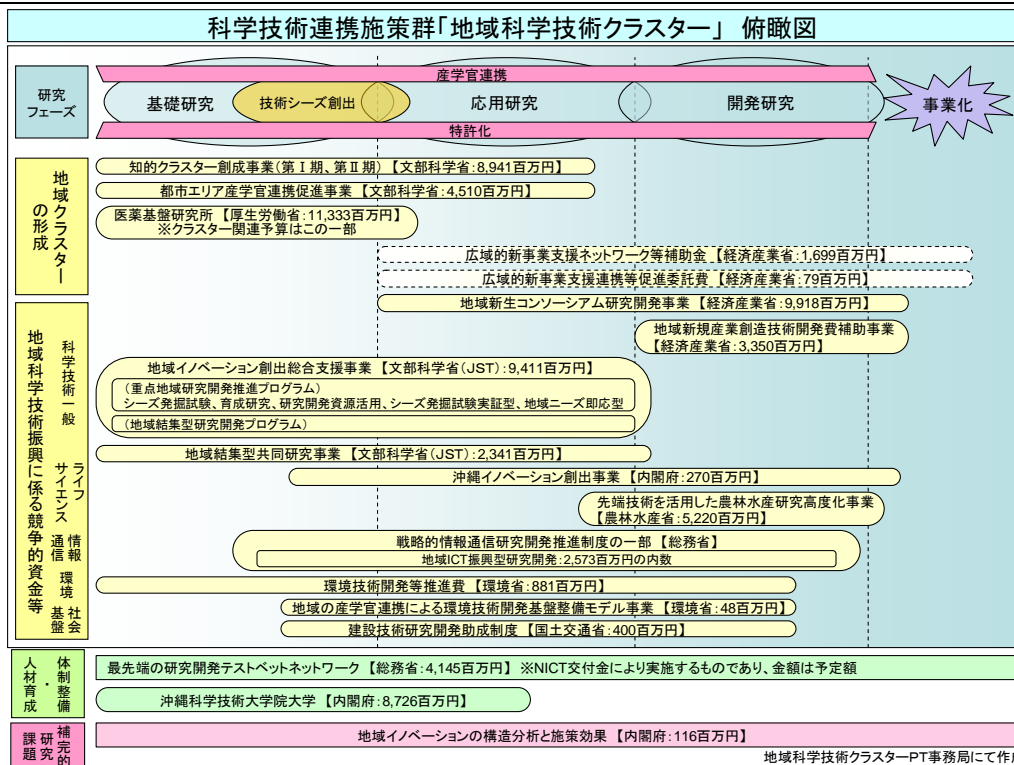 科学技術連携施策群「地域科学技術クラスター」 俯瞰図
研究
フェーズ
産学官連携
基礎研究
技術シーズ創出
応用研究
開発研究
事業化
特許化
地域クラスター
の形成
知的クラスター創成事業(第Ⅰ期、第Ⅱ期) 【文部科学省:8,941百万円】
都市エリア産学官連携促進事業 【文部科学省:4,510百万円】
医薬基盤研究所 【厚生労働省:11,333百万円】
※クラスター関連予算はこの一部
広域的新事業支援ネットワーク等補助金 【経済産業省:1,699百万円】
広域的新事業支援連携等促進委託費 【経済産業省:79百万円】
地域科学技術振興に係る競争的資金等
科学技術一般
地域新生コンソーシアム研究開発事業 【経済産業省:9,918百万円】
地域新規産業創造技術開発費補助事業
【経済産業省:3,350百万円】
地域イノベーション創出総合支援事業 【文部科学省(JST):9,411百万円】
(重点地域研究開発推進プログラム)
シーズ発掘試験、育成研究、研究開発資源活用、シーズ発掘試験実証型、地域ニーズ即応型
(地域結集型研究開発プログラム)
地域結集型共同研究事業 【文部科学省(JST):2,341百万円】
ライフ
サイエンス
沖縄イノベーション創出事業 【内閣府:270百万円】
先端技術を活用した農林水産研究高度化事業
【農林水産省:5,220百万円】
情報
通信
戦略的情報通信研究開発推進制度の一部 【総務省】
地域ICT振興型研究開発:2,573百万円の内数
環境
環境技術開発等推進費 【環境省:881百万円】
地域の産学官連携による環境技術開発基盤整備モデル事業 【環境省:48百万円】
社会
基盤
建設技術研究開発助成制度 【国土交通省:400百万円】
体制整備
・
人材育成
最先端の研究開発テストベットネットワーク 【総務省:4,145百万円】 ※NICT交付金により実施するものであり、金額は予定額
沖縄科学技術大学院大学 【内閣府:8,726百万円】
補完的
研究
課題
地域イノベーションの構造分析と施策効果 【内閣府:116百万円】
地域科学技術クラスターPT事務局にて作成